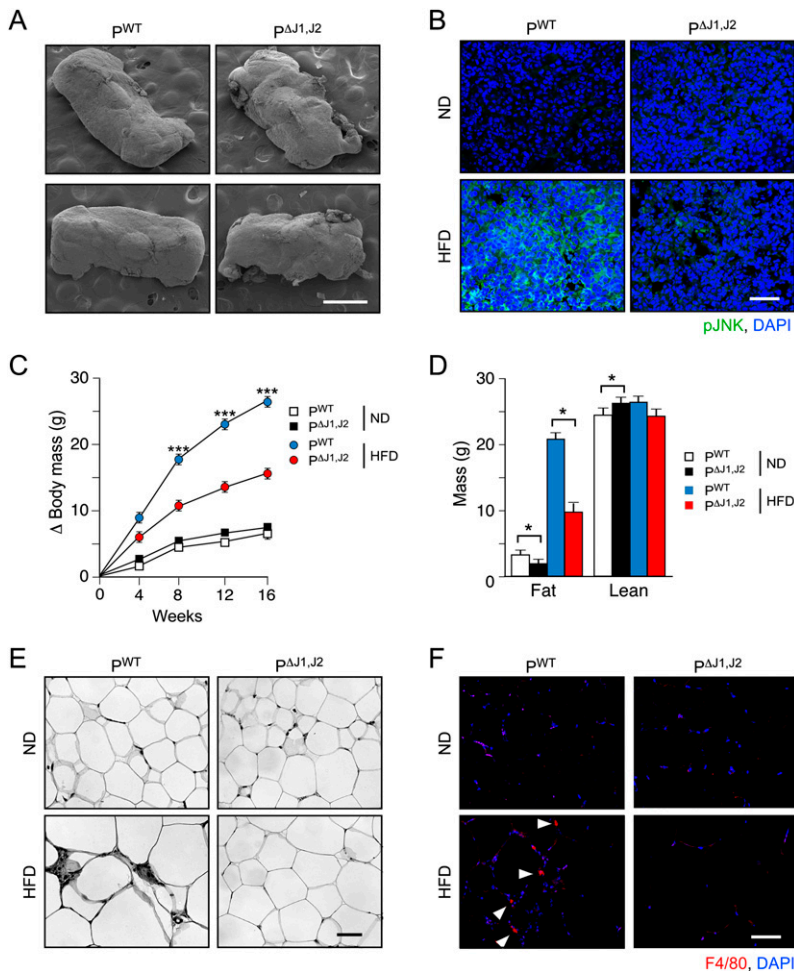 A
P^WT P^ΔJ1,J2
B
P^WT P^ΔJ1,J2
ND
HFD
pJNK, DAPI
C
Δ Body mass (g)
30
20
10
0
*** *** ***
0 4 8 12 16
Weeks
P^WT
P^ΔJ1,J2
ND
P^WT
P^ΔJ1,J2
HFD
D
Mass (g)
30
20
10
0
* * *
Fat Lean
P^WT
P^ΔJ1,J2
ND
P^WT
P^ΔJ1,J2
HFD
E
P^WT P^ΔJ1,J2
ND
HFD
F
P^WT P^ΔJ1,J2
ND
HFD
F4/80, DAPI